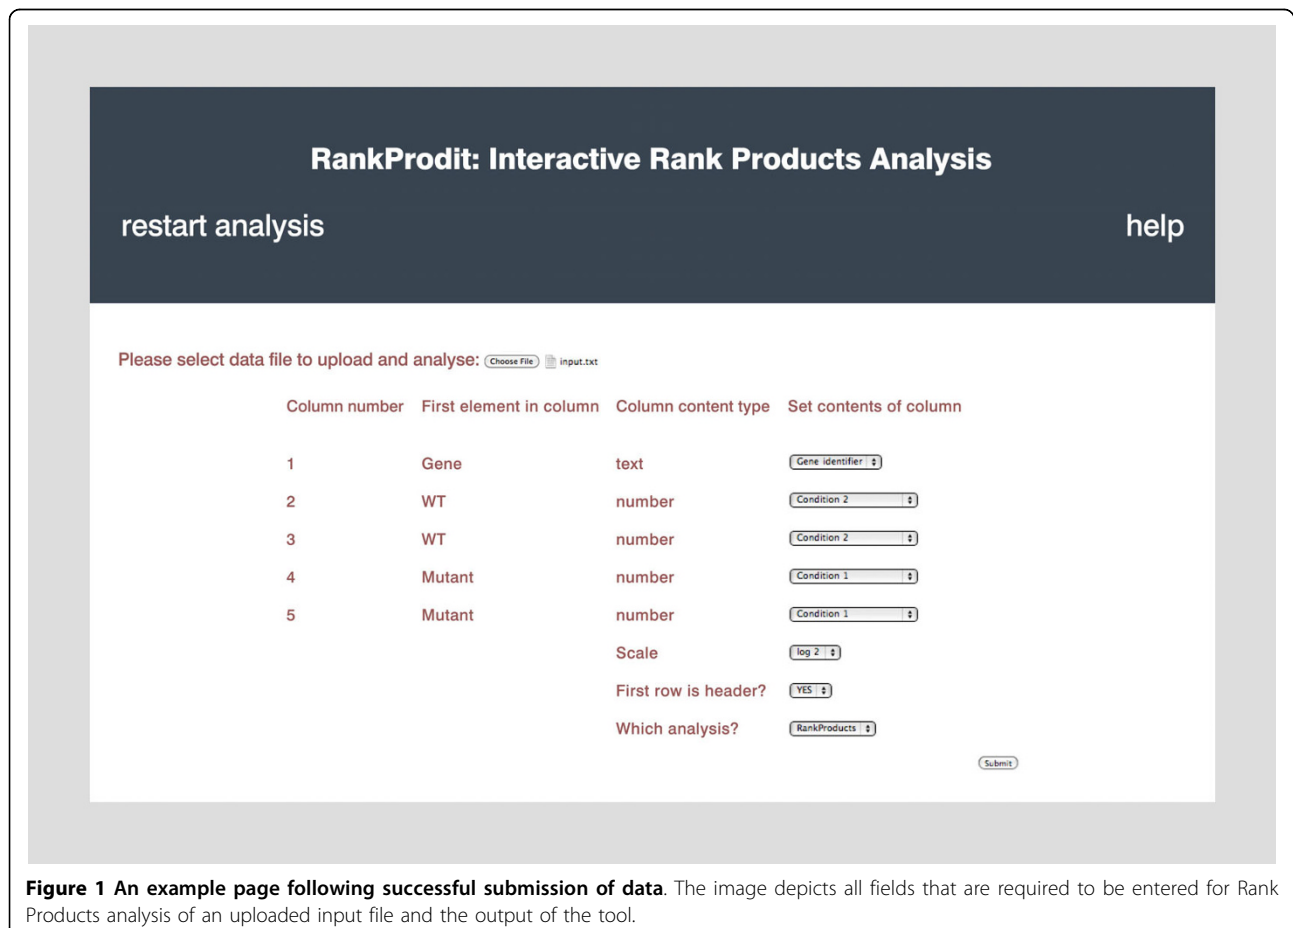 RankProdit: Interactive Rank Products Analysis
restart analysis help
Please select data file to upload and analyse: Choose File input.txt
Column number First element in column Column content type Set contents of column
1 Gene text Gene identifier
2 WT number Condition 2
3 WT number Condition 2
4 Mutant number Condition 1
5 Mutant number Condition 1
Scale log 2
First row is header? YES
Which analysis? RankProducts
Submit
Figure 1 An example page following successful submission of data. The image depicts all fields that are required to be entered for Rank
Products analysis of an uploaded input file and the output of the tool.